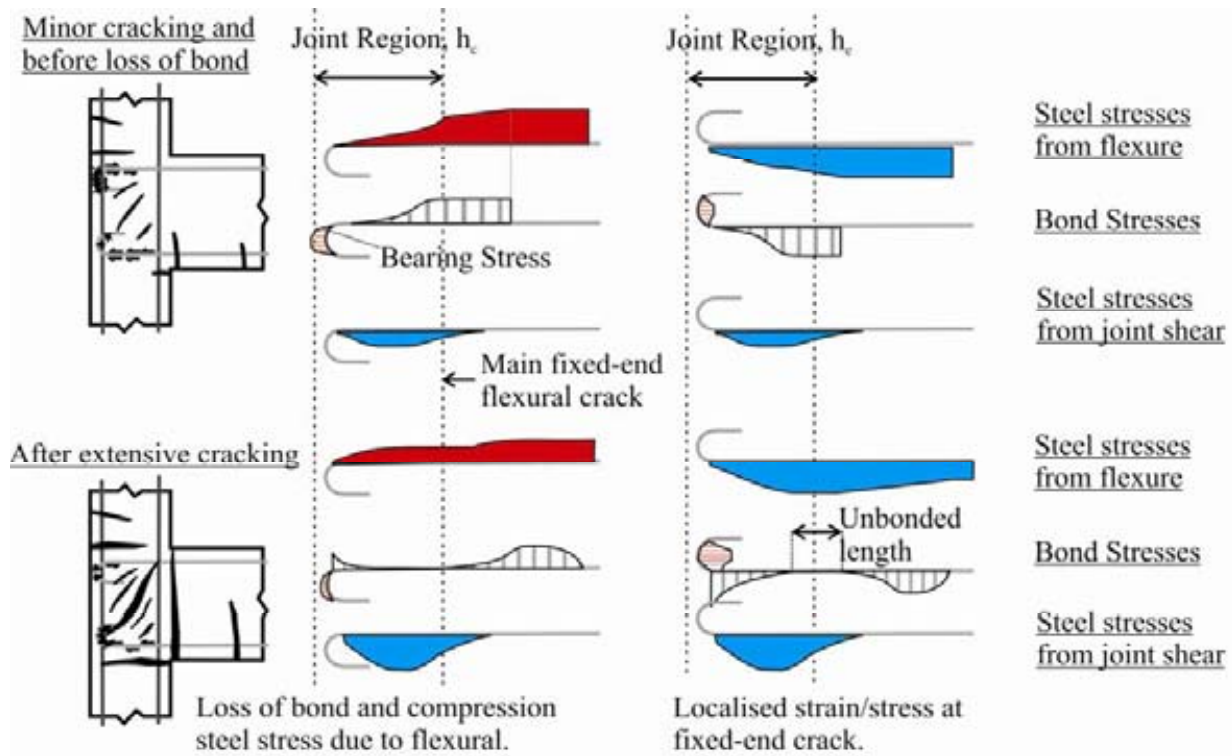 Minor cracking and
before loss of bond
Joint Region, hc
Joint Region, hc
Steel stresses
from flexure
Bond Stresses
Bearing Stress
Steel stresses
from joint shear
Main fixed-end
flexural crack
After extensive cracking
Steel stresses
from flexure
Unbonded
length
Bond Stresses
Steel stresses
from joint shear
Loss of bond and compression
steel stress due to flexural.
Localised strain/stress at
fixed-end crack.